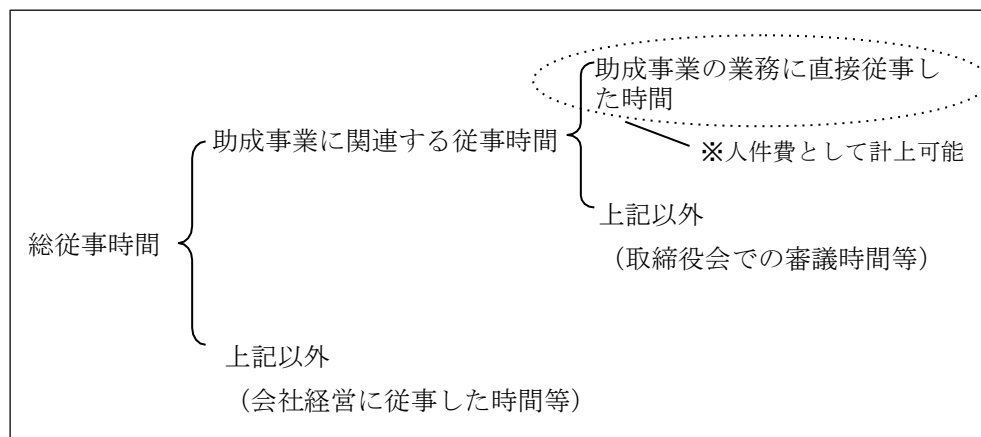 助成事業の業務に直接従事し
た時間
助成事業に関連する従事時間
※人件費として計上可能
上記以外
（取締役会での審議時間等）
総従事時間
上記以外
（会社経営に従事した時間等）